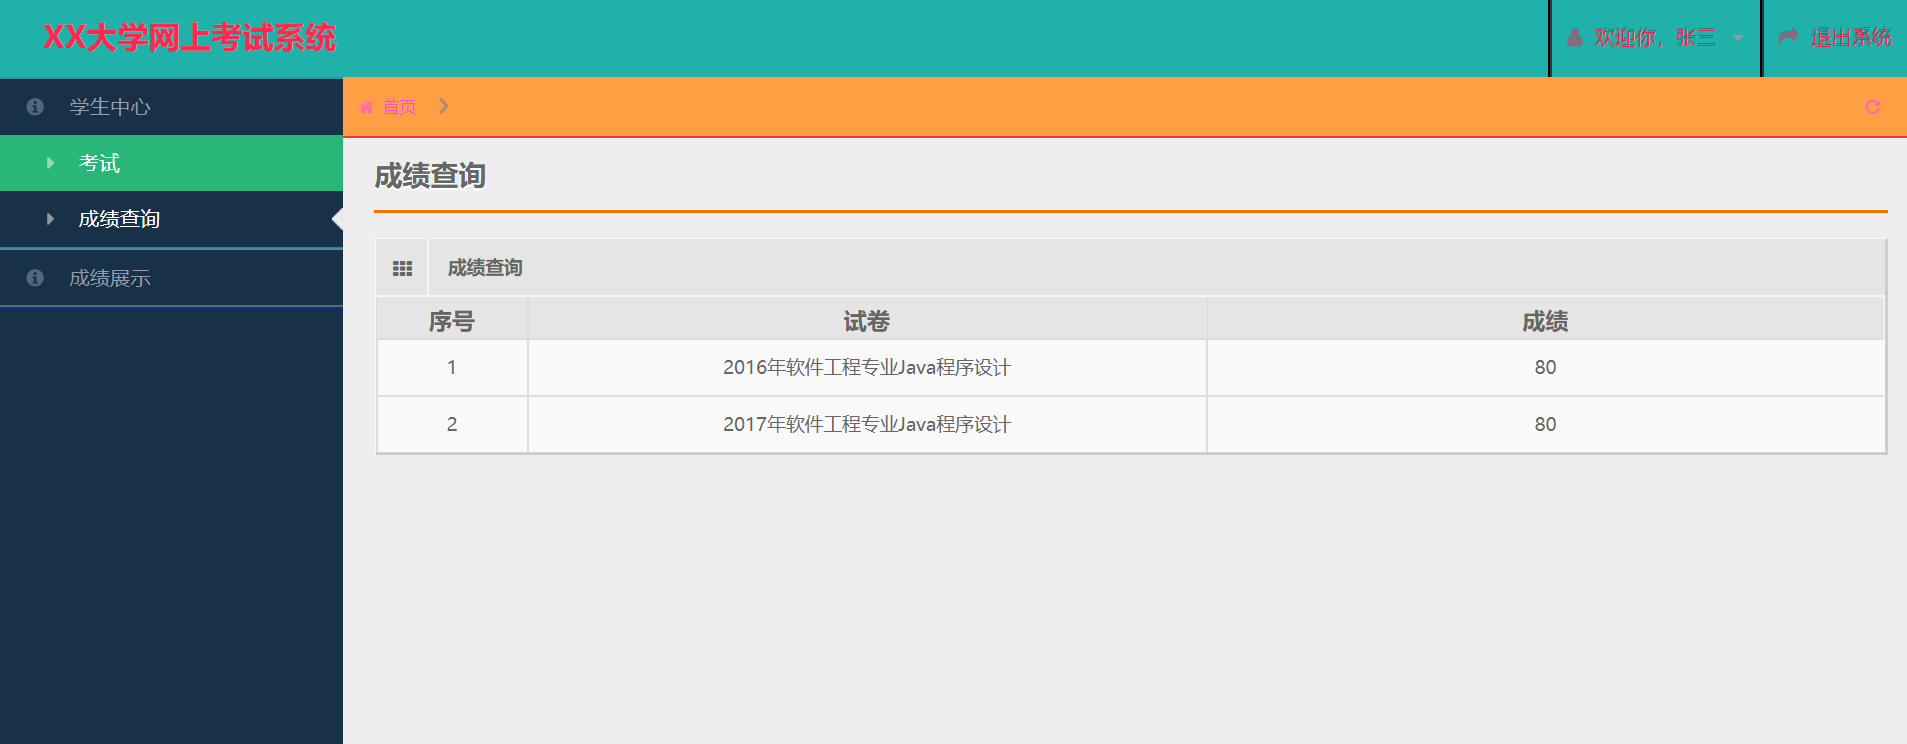 XX大学网上考试系统
欢迎你，张三
退出系统
学生中心
考试
成绩查询
成绩展示
首页
成绩查询
成绩查询
序号 试卷 成绩
1 2016年软件工程专业Java程序设计 80
2 2017年软件工程专业Java程序设计 80